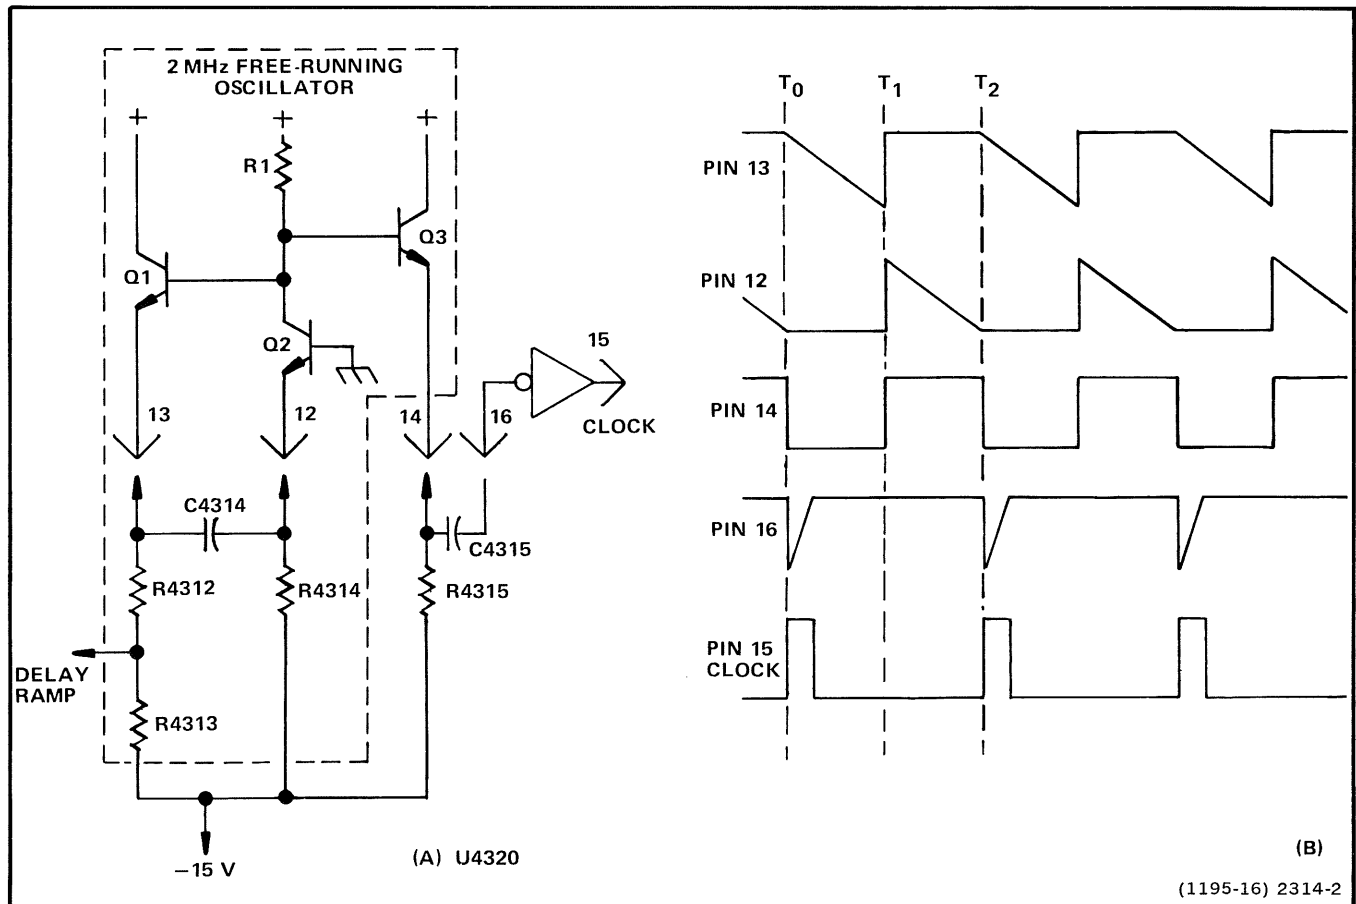 2 MHz FREE-RUNNING
OSCILLATOR
+ + +
R1
Q3
Q1
Q2
15
CLOCK
13
12
14
16
C4314
C4315
R4312
R4314
R4315
DELAY
RAMP
R4313
−15 V
(A) U4320
T0 T1 T2
PIN 13
PIN 12
PIN 14
PIN 16
PIN 15
CLOCK
(B)
(1195-16) 2314-2